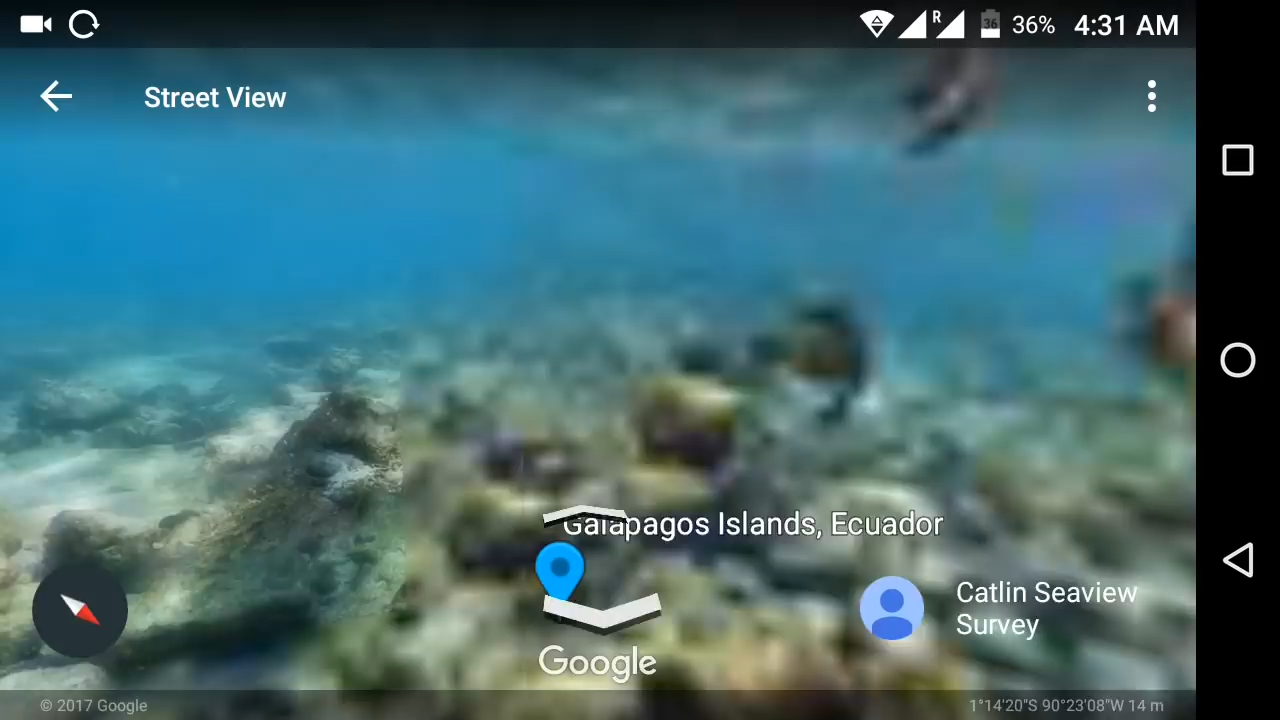 R 36 36% 4:31 AM
Street View
Galapagos Islands, Ecuador
Catlin Seaview
Survey
Google
© 2017 Google
1°14'20"S 90°23'08"W 14 m